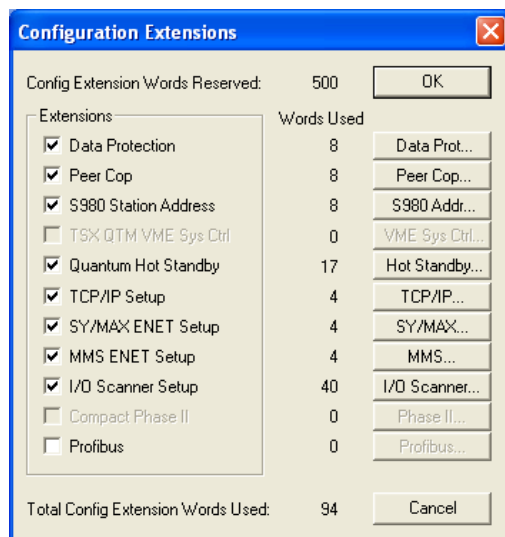 Configuration Extensions
Config Extension Words Reserved: 500 OK
Extensions Words Used
Data Protection 8 Data Prot...
Peer Cop 8 Peer Cop...
S980 Station Address 8 S980 Addr...
TSX QTM VME Sys Ctrl 0 VME Sys Ctrl...
Quantum Hot Standby 17 Hot Standby...
TCP/IP Setup 4 TCP/IP...
SY/MAX ENET Setup 4 SY/MAX...
MMS ENET Setup 4 MMS...
I/O Scanner Setup 40 I/O Scanner...
Compact Phase II 0 Phase II...
Profibus 0 Profibus...
Total Config Extension Words Used: 94 Cancel